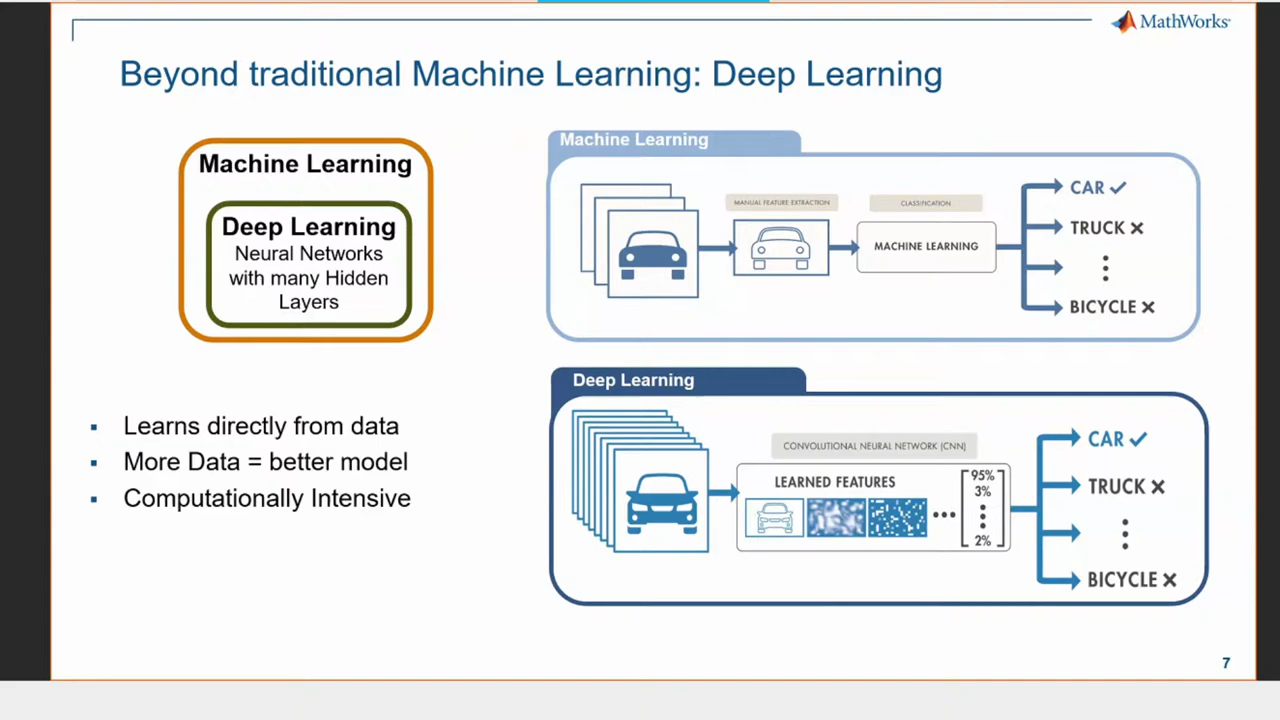 MathWorks
Beyond traditional Machine Learning: Deep Learning
Machine Learning
Deep Learning
Neural Networks
with many Hidden
Layers
▪ Learns directly from data
▪ More Data = better model
▪ Computationally Intensive
Machine Learning
MANUAL FEATURE EXTRACTION
CLASSIFICATION
MACHINE LEARNING
CAR ✓
TRUCK ✕
BICYCLE ✕
Deep Learning
CONVOLUTIONAL NEURAL NETWORK (CNN)
LEARNED FEATURES
95%
3%
2%
CAR ✓
TRUCK ✕
BICYCLE ✕
7